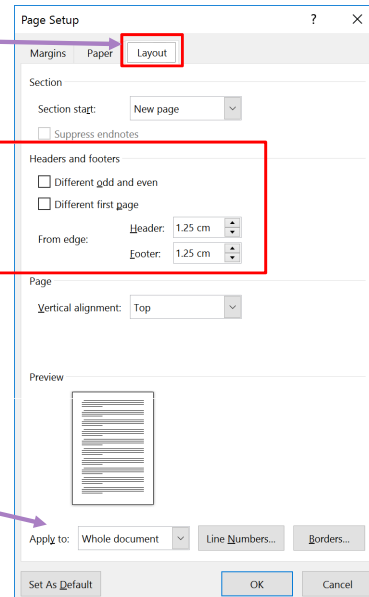 Page Setup ? ×
Margins Paper Layout
Section
Section start: New page
Suppress endnotes
Headers and footers
Different odd and even
Different first page
Header: 1.25 cm
From edge:
Footer: 1.25 cm
Page
Vertical alignment: Top
Preview
Apply to: Whole document Line Numbers... Borders...
Set As Default OK Cancel